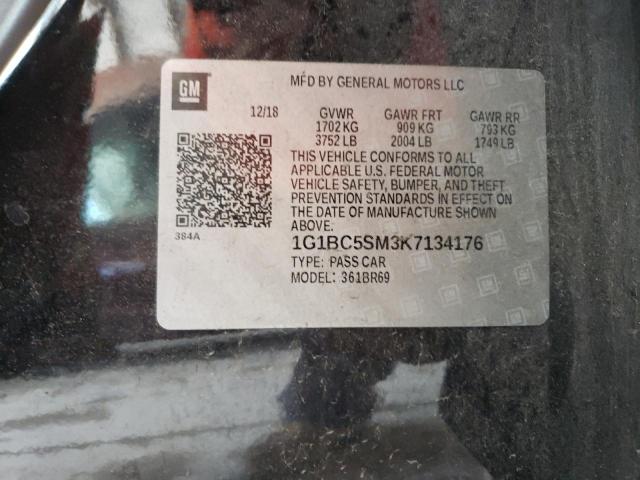 GM
MFD BY GENERAL MOTORS LLC
12/18 GVWR GAWR FRT GAWR RR
1702 KG 909 KG 793 KG
3752 LB 2004 LB 1749 LB
THIS VEHICLE CONFORMS TO ALL
APPLICABLE U.S. FEDERAL MOTOR
VEHICLE SAFETY, BUMPER, AND THEFT
PREVENTION STANDARDS IN EFFECT ON
THE DATE OF MANUFACTURE SHOWN
ABOVE.
384A
1G1BC5SM3K7134176
TYPE: PASS CAR
MODEL: 361BR69